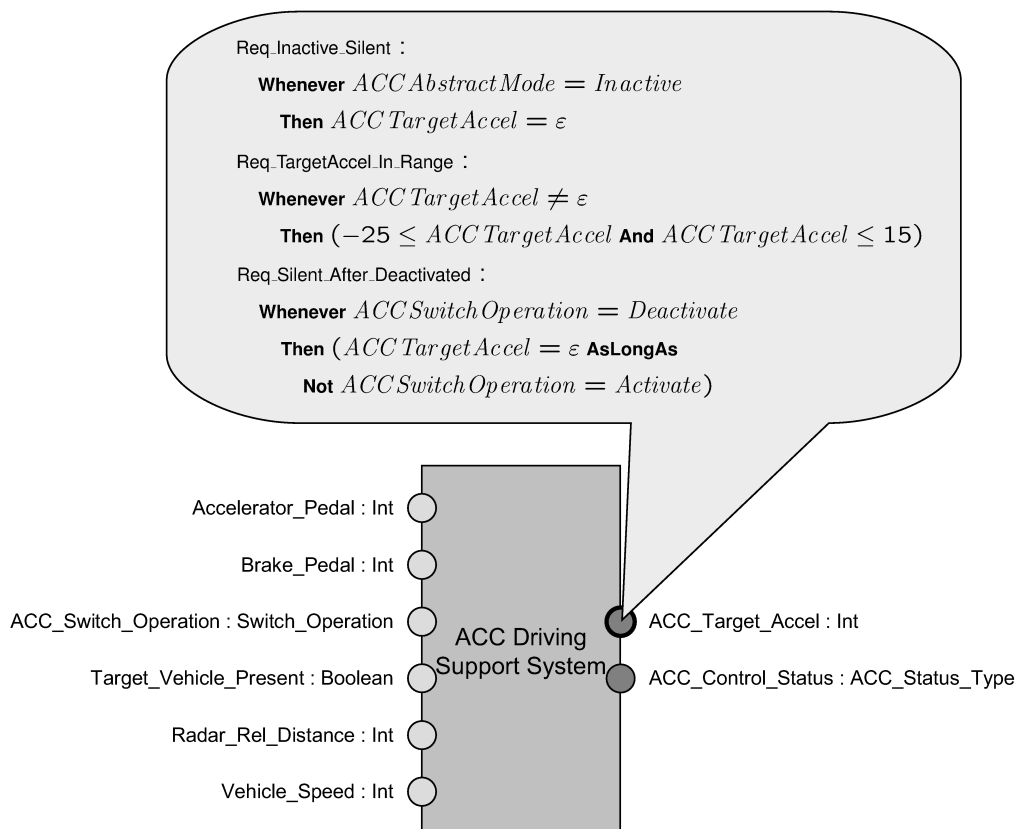 Req_Inactive_Silent :
Whenever ACCAbstractMode = Inactive
Then ACCTargetAccel = ε
Req_TargetAccel_In_Range :
Whenever ACCTargetAccel ≠ ε
Then (−25 ≤ ACCTargetAccel And ACCTargetAccel ≤ 15)
Req_Silent_After_Deactivated :
Whenever ACCSwitchOperation = Deactivate
Then (ACCTargetAccel = ε AsLongAs
Not ACCSwitchOperation = Activate)
Accelerator_Pedal : Int
Brake_Pedal : Int
ACC_Switch_Operation : Switch_Operation
Target_Vehicle_Present : Boolean
Radar_Rel_Distance : Int
Vehicle_Speed : Int
ACC Driving
Support System
ACC_Target_Accel : Int
ACC_Control_Status : ACC_Status_Type